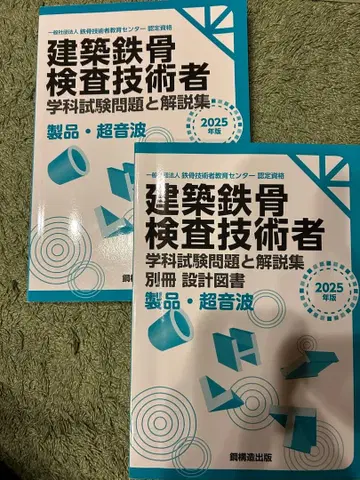 一般社団法人 鉄骨技術者教育センター 認定資格
建築鉄骨
検査技術者
学科試験問題と解説集
2025
年版
製品・超音波
鋼構造出版
一般社団法人 鉄骨技術者教育センター 認定資格
建築鉄骨
検査技術者
学科試験問題と解説集
別冊 設計図書
2025
年版
製品・超音波
鋼構造出版